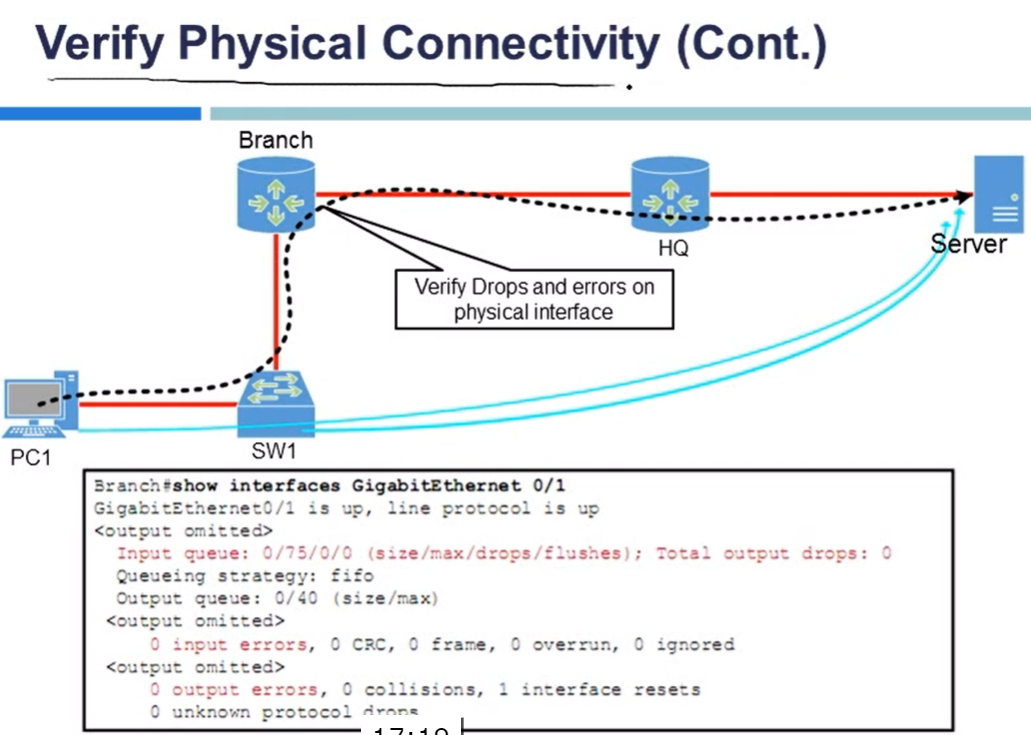 Verify Physical Connectivity (Cont.)
Branch
HQ
Server
Verify Drops and errors on
physical interface
PC1
SW1
Branch#show interfaces GigabitEthernet 0/1
GigabitEthernet0/1 is up, line protocol is up
<output omitted>
Input queue: 0/75/0/0 (size/max/drops/flushes); Total output drops: 0
Queueing strategy: fifo
Output queue: 0/40 (size/max)
<output omitted>
0 input errors, 0 CRC, 0 frame, 0 overrun, 0 ignored
<output omitted>
0 output errors, 0 collisions, 1 interface resets
0 unknown protocol drops